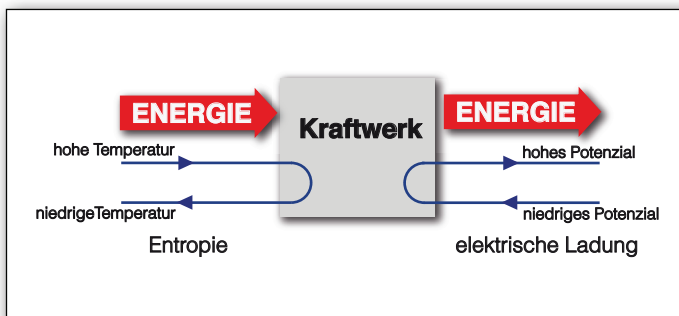 ENERGIE
ENERGIE
Kraftwerk
hohe Temperatur
hohes Potenzial
niedrigeTemperatur
niedriges Potenzial
Entropie
elektrische Ladung